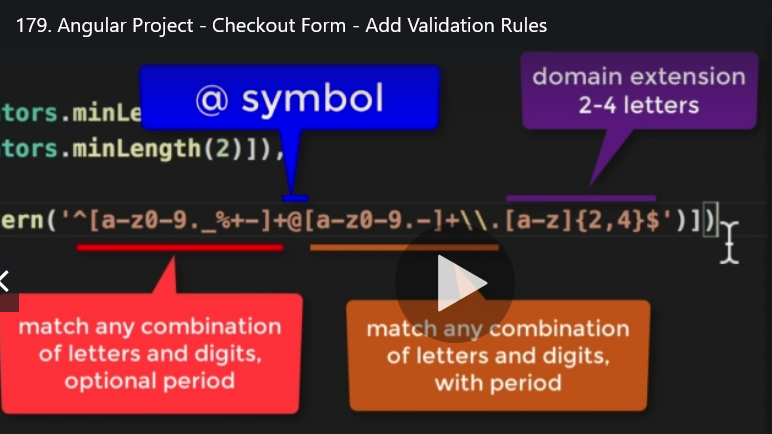 179. Angular Project - Checkout Form - Add Validation Rules
@ symbol
domain extension
2-4 letters
tors.minLe
tors.minLength(2)]),
ern('^[a-z0-9._%+-]+@[a-z0-9.-]+\\.[a-z]{2,4}$')])
match any combination
of letters and digits,
optional period
match any combination
of letters and digits,
with period